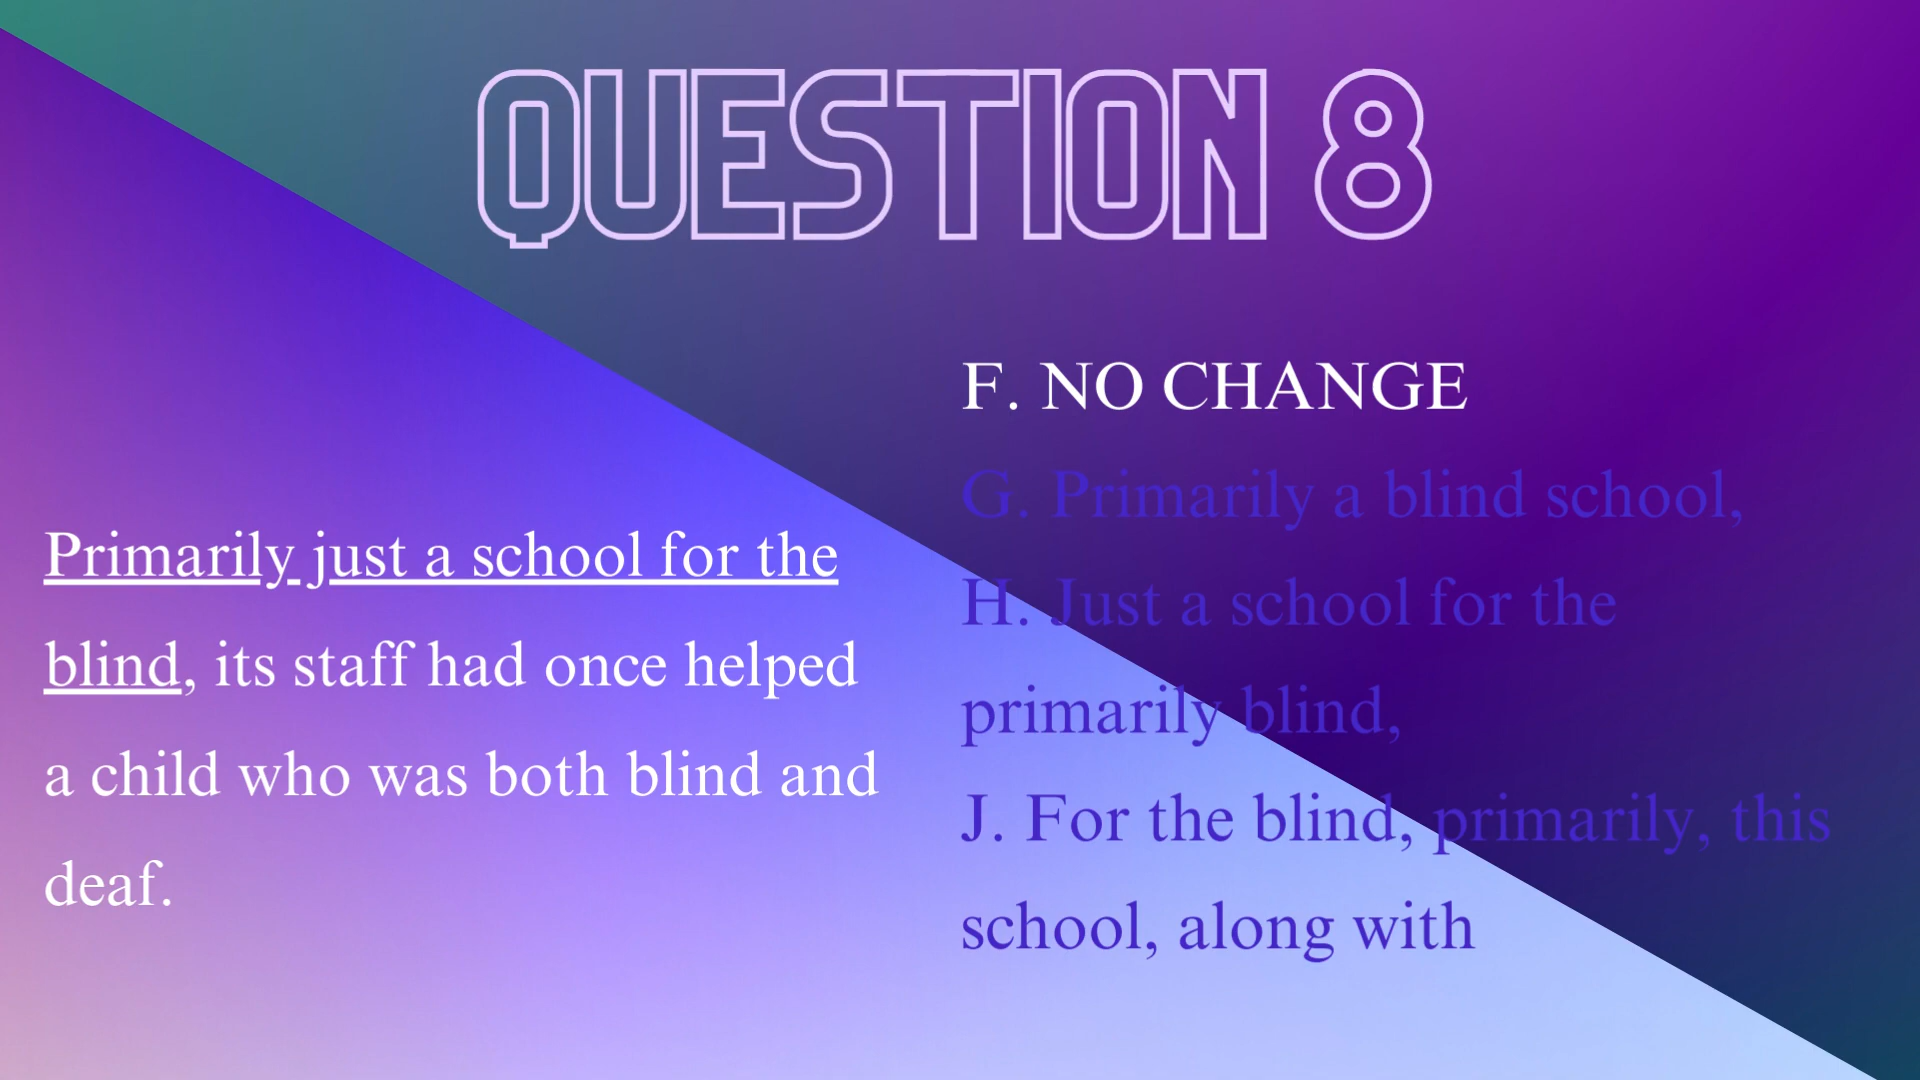 QUESTION 8
Primarily just a school for the
blind, its staff had once helped
a child who was both blind and
deaf.
F. NO CHANGE
G. Primarily a blind school,
H. Just a school for the
primarily blind,
J. For the blind, primarily, this
school, along with